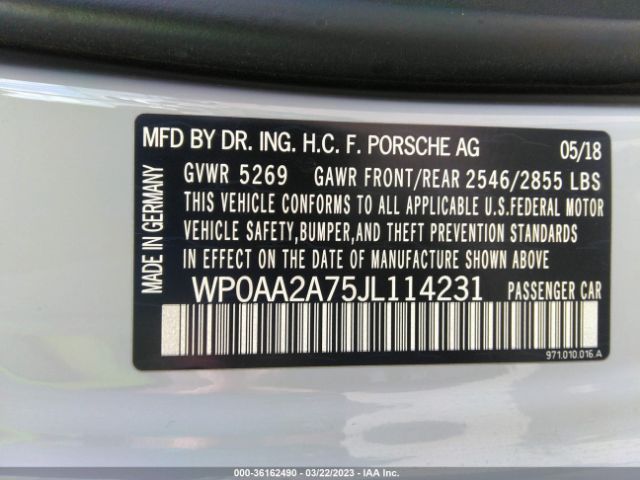 MFD BY DR. ING. H.C. F. PORSCHE AG 05/18
GVWR 5269 GAWR FRONT/REAR 2546/2855 LBS
THIS VEHICLE CONFORMS TO ALL APPLICABLE U.S.FEDERAL MOTOR
VEHICLE SAFETY,BUMPER,AND THEFT PREVENTION STANDARDS
IN EFFECT ON THE DATE OF MANUFACTURE SHOWN ABOVE.
WP0AA2A75JL114231 PASSENGER CAR
971.010.016.A
MADE IN GERMANY
000-36162490 - 03/22/2023 - IAA Inc.